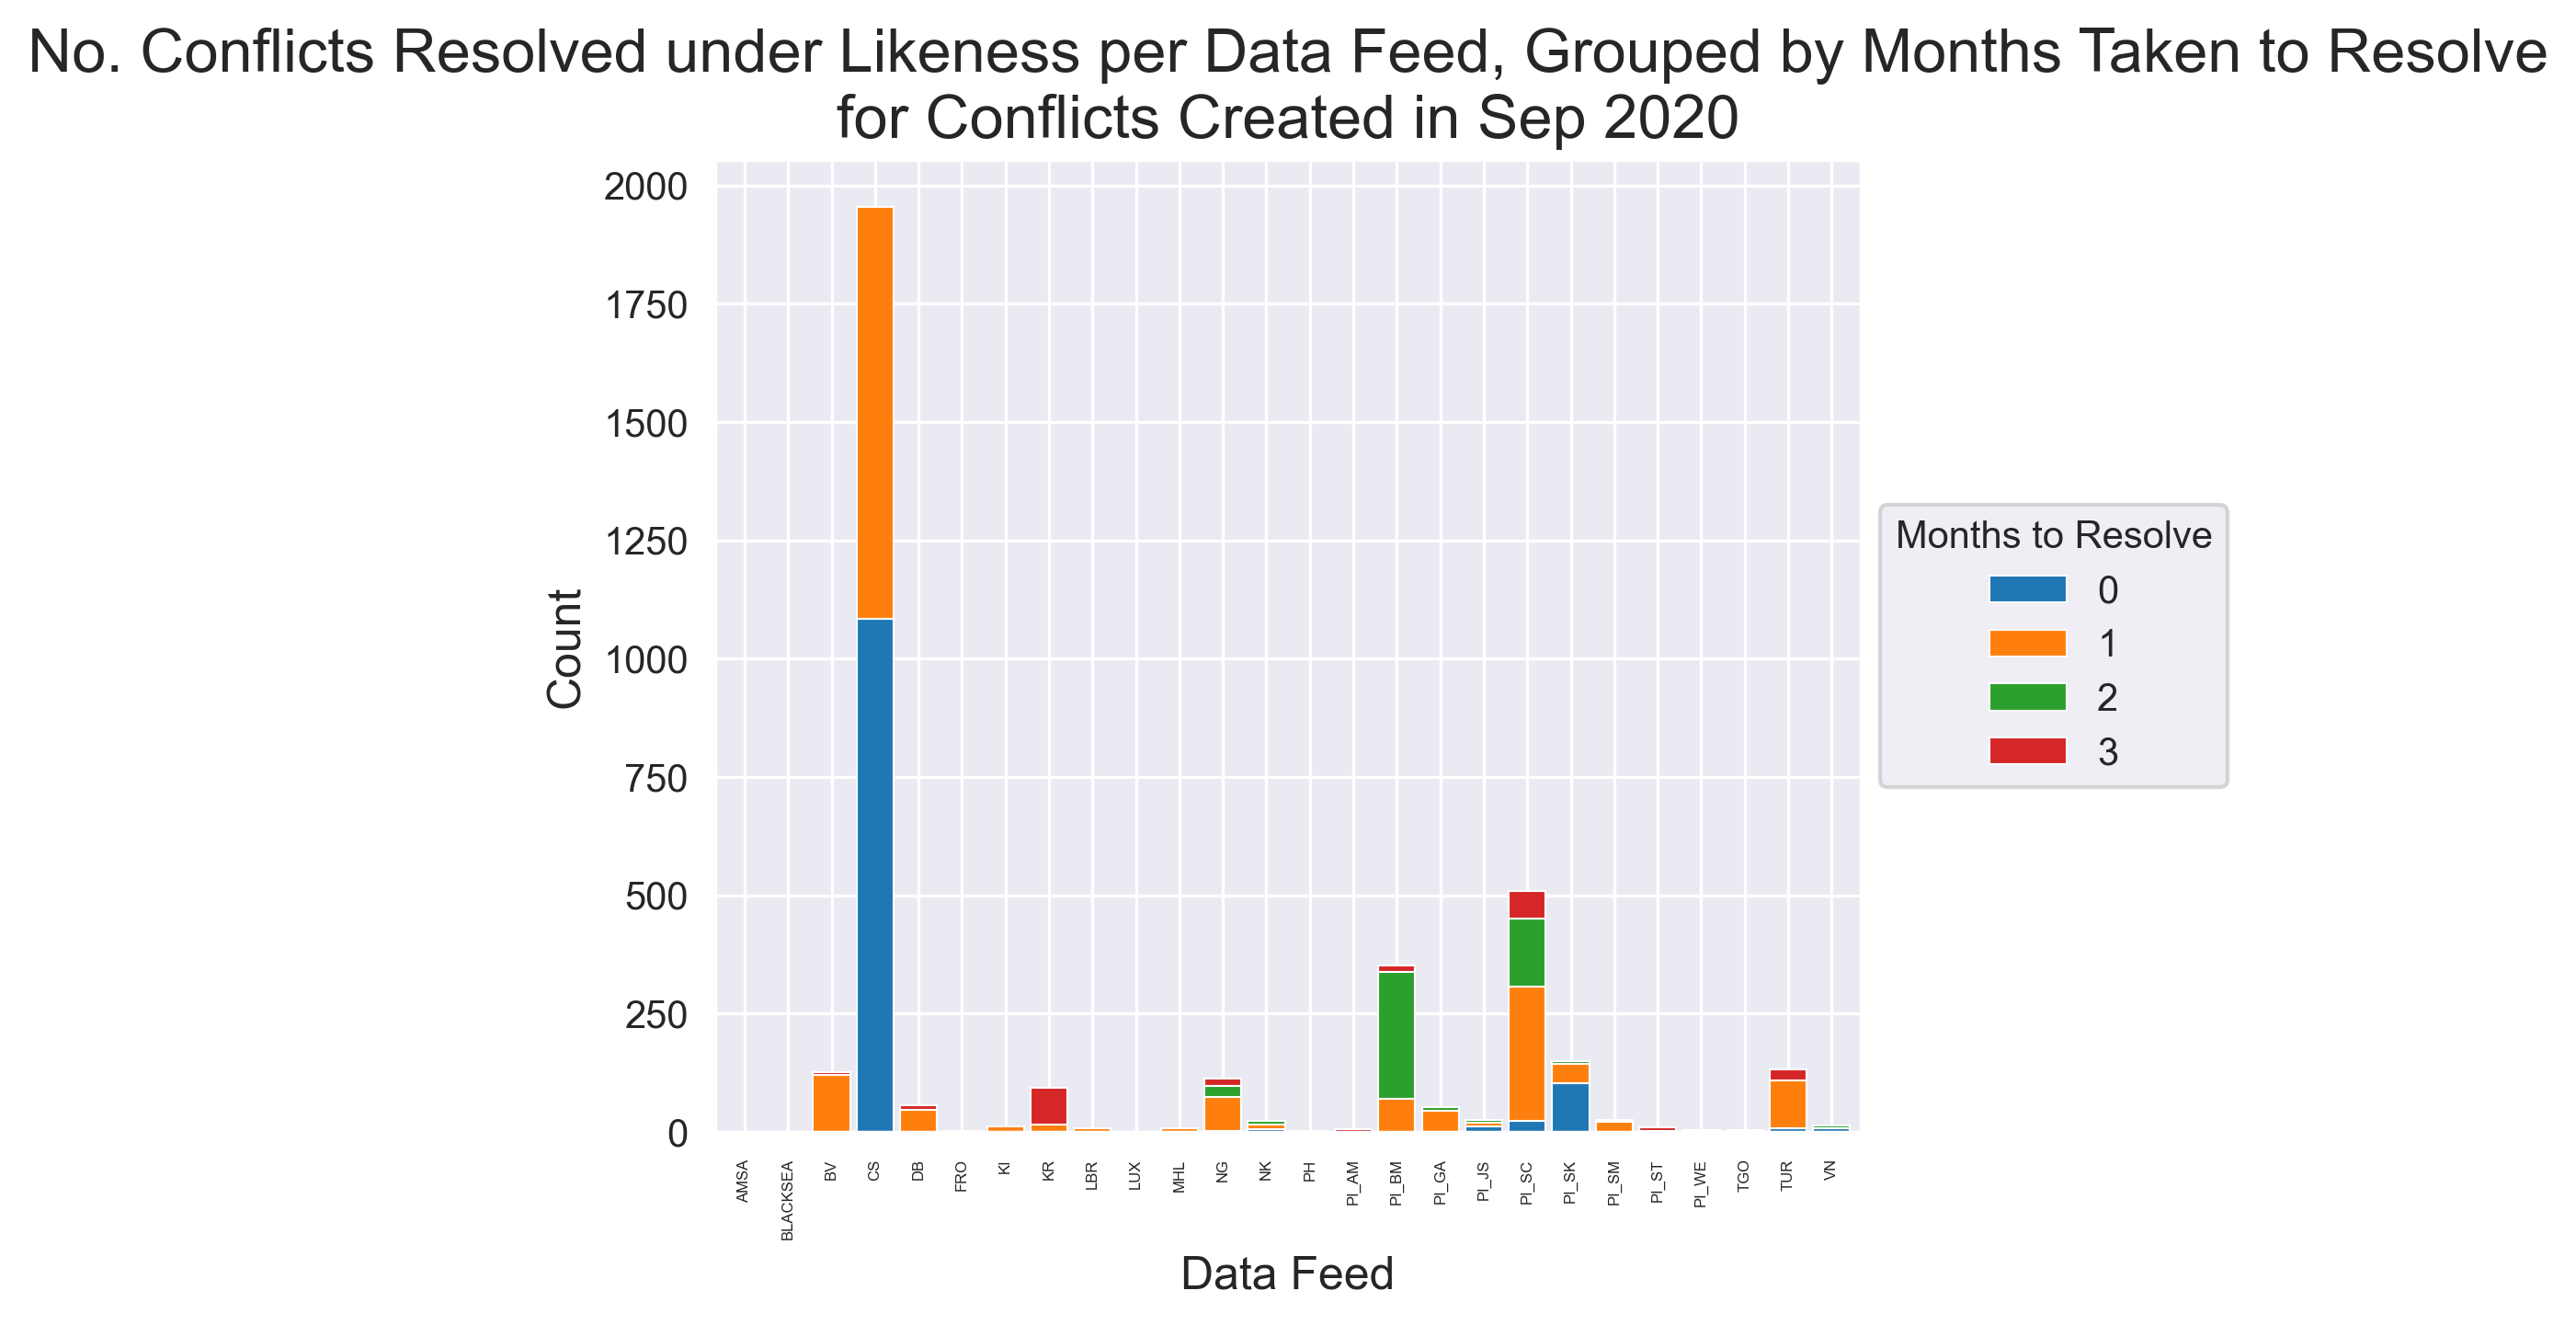 No. Conflicts Resolved under Likeness per Data Feed, Grouped by Months Taken to Resolve
for Conflicts Created in Sep 2020
2000
1750
1500
1250
1000
750
500
250
0
Count
AMSA
BLACKSEA
BV
CS
DB
FRO
KI
KR
LBR
LUX
MHL
NG
NK
PH
PI_AM
PI_BM
PI_GA
PI_JS
PI_SC
PI_SK
PI_SM
PI_ST
PI_WE
TGO
TUR
VN
Data Feed
Months to Resolve
0
1
2
3